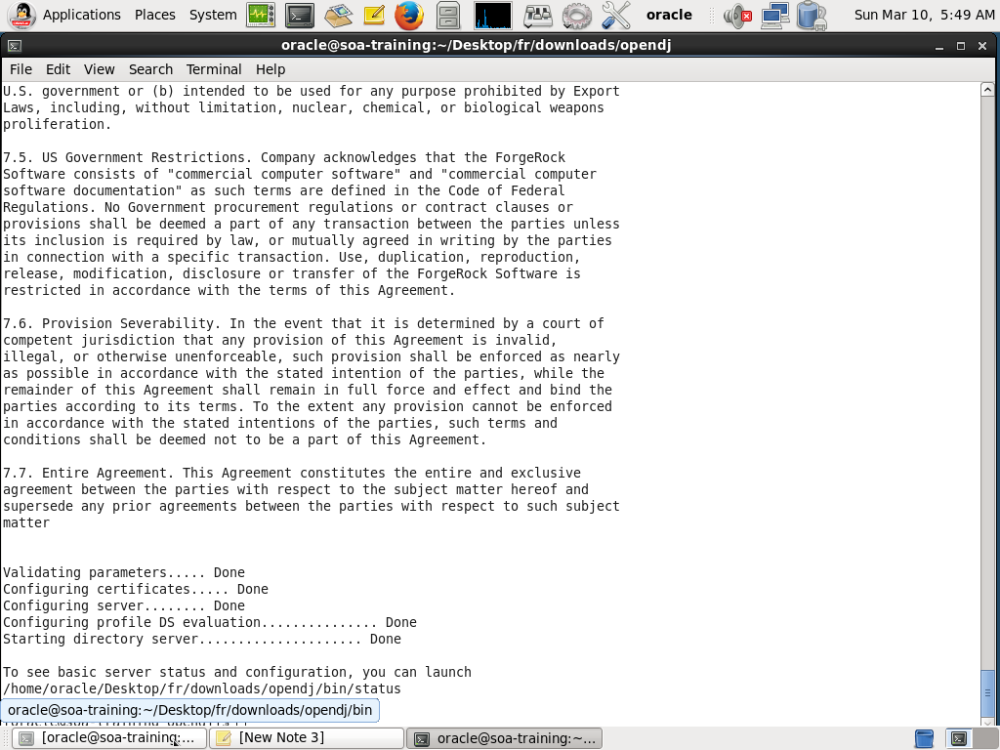 Applications Places System oracle Sun Mar 10, 5:49 AM
oracle@soa-training:~/Desktop/fr/downloads/opendj
File Edit View Search Terminal Help
U.S. government or (b) intended to be used for any purpose prohibited by Export
Laws, including, without limitation, nuclear, chemical, or biological weapons
proliferation.
7.5. US Government Restrictions. Company acknowledges that the ForgeRock
Software consists of "commercial computer software" and "commercial computer
software documentation" as such terms are defined in the Code of Federal
Regulations. No Government procurement regulations or contract clauses or
provisions shall be deemed a part of any transaction between the parties unless
its inclusion is required by law, or mutually agreed in writing by the parties
in connection with a specific transaction. Use, duplication, reproduction,
release, modification, disclosure or transfer of the ForgeRock Software is
restricted in accordance with the terms of this Agreement.
7.6. Provision Severability. In the event that it is determined by a court of
competent jurisdiction that any provision of this Agreement is invalid,
illegal, or otherwise unenforceable, such provision shall be enforced as nearly
as possible in accordance with the stated intention of the parties, while the
remainder of this Agreement shall remain in full force and effect and bind the
parties according to its terms. To the extent any provision cannot be enforced
in accordance with the stated intentions of the parties, such terms and
conditions shall be deemed not to be a part of this Agreement.
7.7. Entire Agreement. This Agreement constitutes the entire and exclusive
agreement between the parties with respect to the subject matter hereof and
supersede any prior agreements between the parties with respect to such subject
matter
Validating parameters..... Done
Configuring certificates..... Done
Configuring server........ Done
Configuring profile DS evaluation............... Done
Starting directory server..................... Done
To see basic server status and configuration, you can launch
/home/oracle/Desktop/fr/downloads/opendj/bin/status
oracle@soa-training:~/Desktop/fr/downloads/opendj/bin
[oracle@soa-training:... [New Note 3] oracle@soa-training:~...